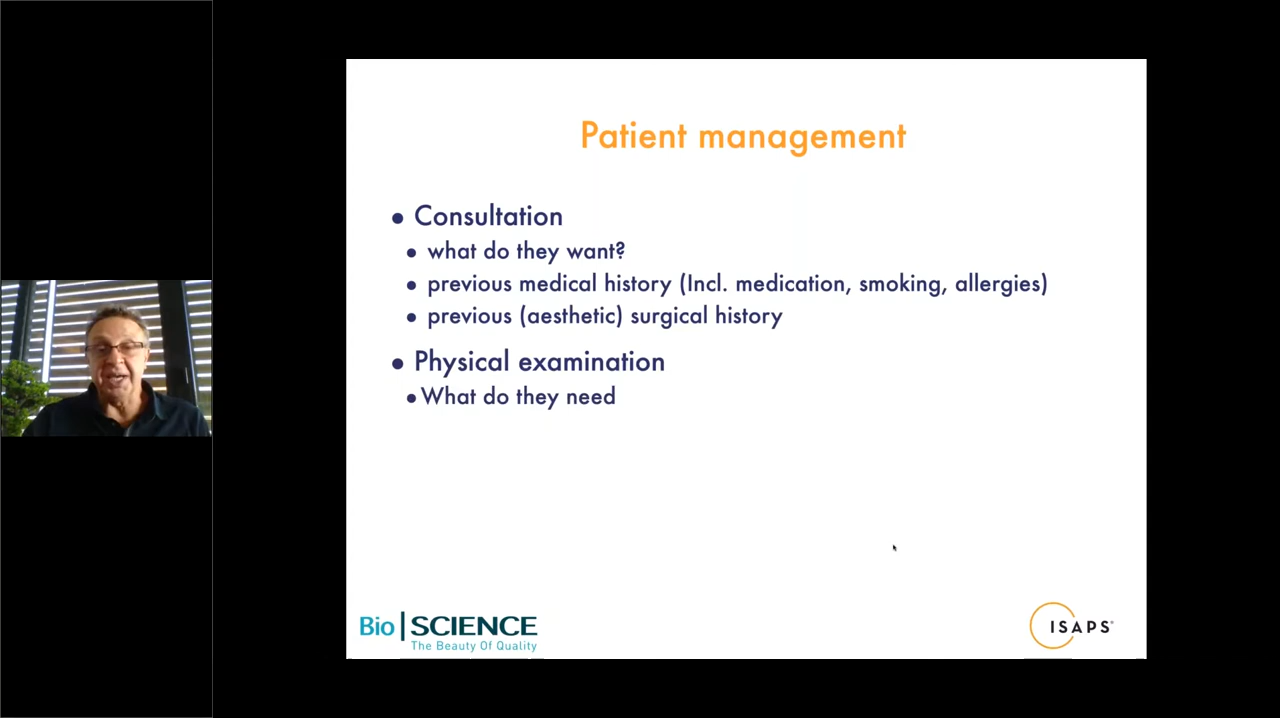 Patient management
• Consultation
• what do they want?
• previous medical history (Incl. medication, smoking, allergies)
• previous (aesthetic) surgical history
• Physical examination
• What do they need
Bio|SCIENCE
The Beauty Of Quality
ISAPS®